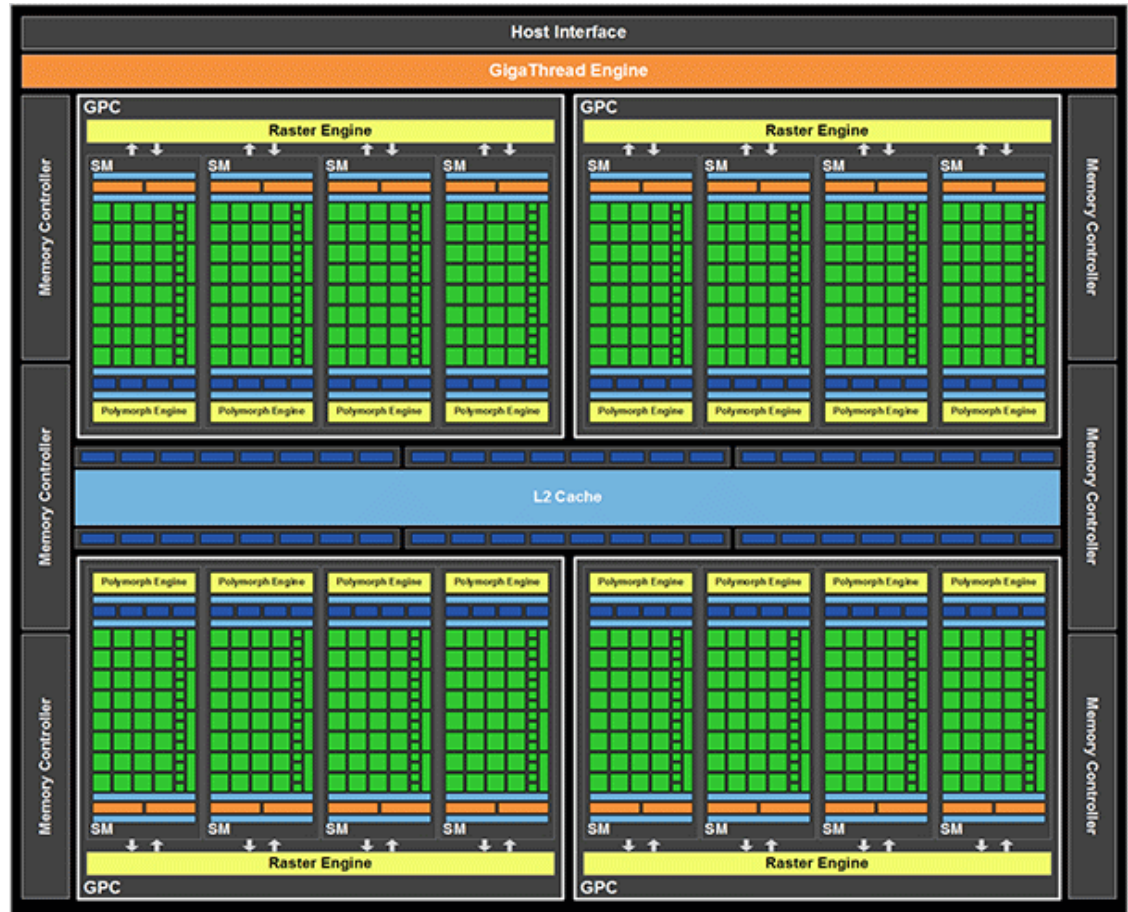 Host Interface
GigaThread Engine
Memory Controller
Memory Controller
Memory Controller
GPC
Raster Engine
SM
SM
SM
SM
Polymorph Engine
Polymorph Engine
Polymorph Engine
Polymorph Engine
GPC
Raster Engine
SM
SM
SM
SM
Polymorph Engine
Polymorph Engine
Polymorph Engine
Polymorph Engine
L2 Cache
Polymorph Engine
Polymorph Engine
Polymorph Engine
Polymorph Engine
SM
SM
SM
SM
Raster Engine
GPC
Polymorph Engine
Polymorph Engine
Polymorph Engine
Polymorph Engine
SM
SM
SM
SM
Raster Engine
GPC
Memory Controller
Memory Controller
Memory Controller